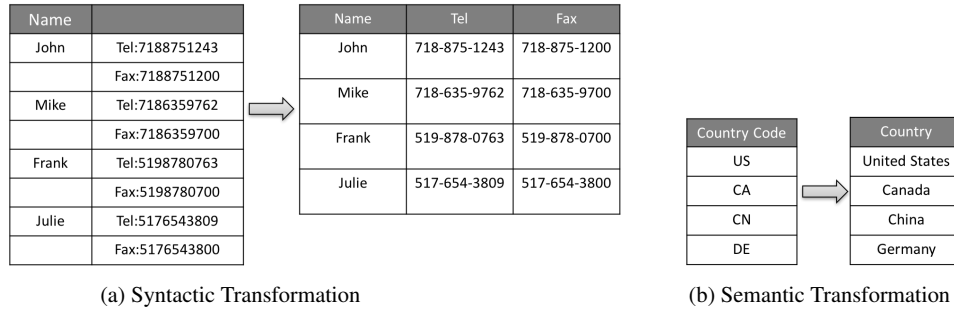 Name
John Tel:7188751243
Fax:7188751200
Mike Tel:7186359762
Fax:7186359700
Frank Tel:5198780763
Fax:5198780700
Julie Tel:5176543809
Fax:5176543800
Name Tel Fax
John 718-875-1243 718-875-1200
Mike 718-635-9762 718-635-9700
Frank 519-878-0763 519-878-0700
Julie 517-654-3809 517-654-3800
(a) Syntactic Transformation
Country Code
US
CA
CN
DE
Country
United States
Canada
China
Germany
(b) Semantic Transformation